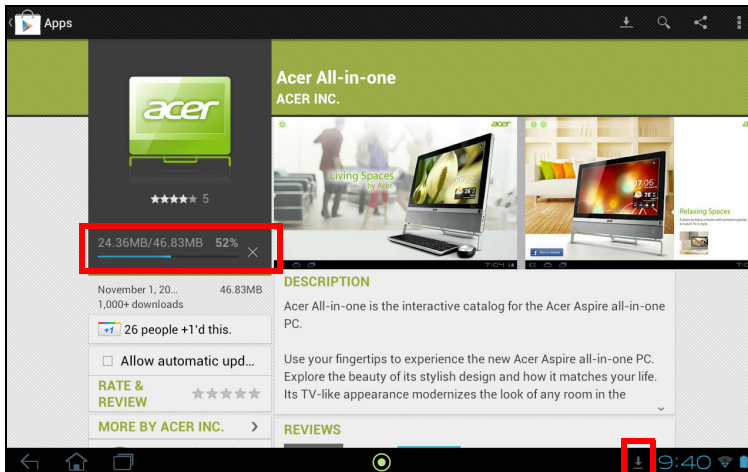 Apps
acer
Acer All-in-one
ACER INC.
5
24.36MB/46.83MB 52%
November 1, 20... 46.83MB
1,000+ downloads
+1 26 people +1'd this.
Allow automatic upd...
RATE &
REVIEW
MORE BY ACER INC.
acer
Living Spaces
by Acer
7:04
Relaxing Spaces
DESCRIPTION
Acer All-in-one is the interactive catalog for the Acer Aspire all-in-one
PC.
Use your fingertips to experience the new Acer Aspire all-in-one PC.
Explore the beauty of its stylish design and how it matches your life.
Its TV-like appearance modernizes the look of any room in the
REVIEWS
9:40